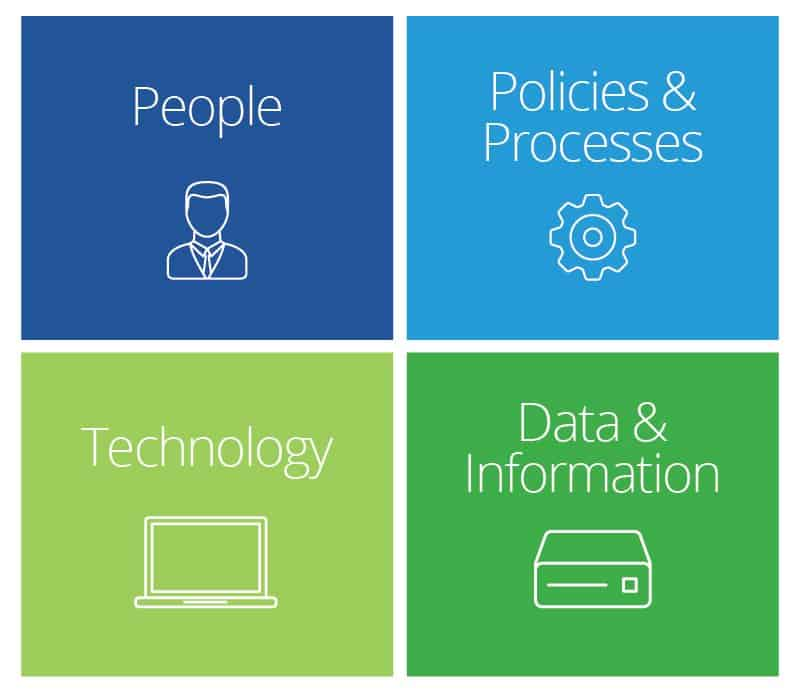 People
Policies &
Processes
Technology
Data &
Information